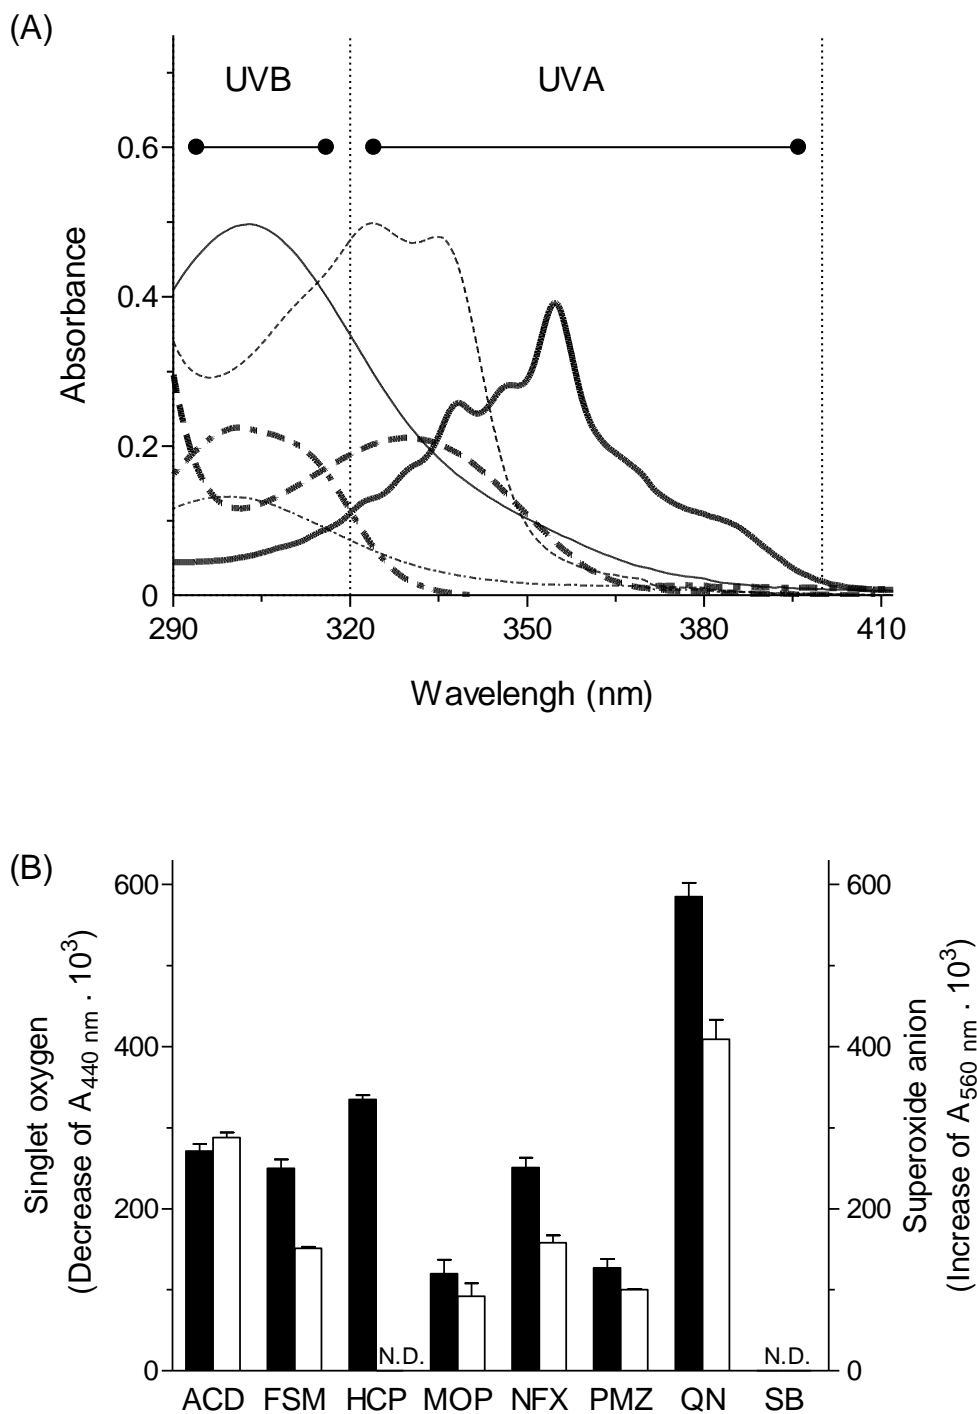 (A)
UVB
UVA
0.6
0.4
0.2
0
Absorbance
290
320
350
380
410
Wavelengh (nm)
(B)
600
400
200
0
Singlet oxygen
(Decrease of A440 nm · 10³)
600
400
200
0
Superoxide anion
(Increase of A560 nm · 10³)
N.D.
N.D.
ACD FSM HCP MOP NFX PMZ QN SB